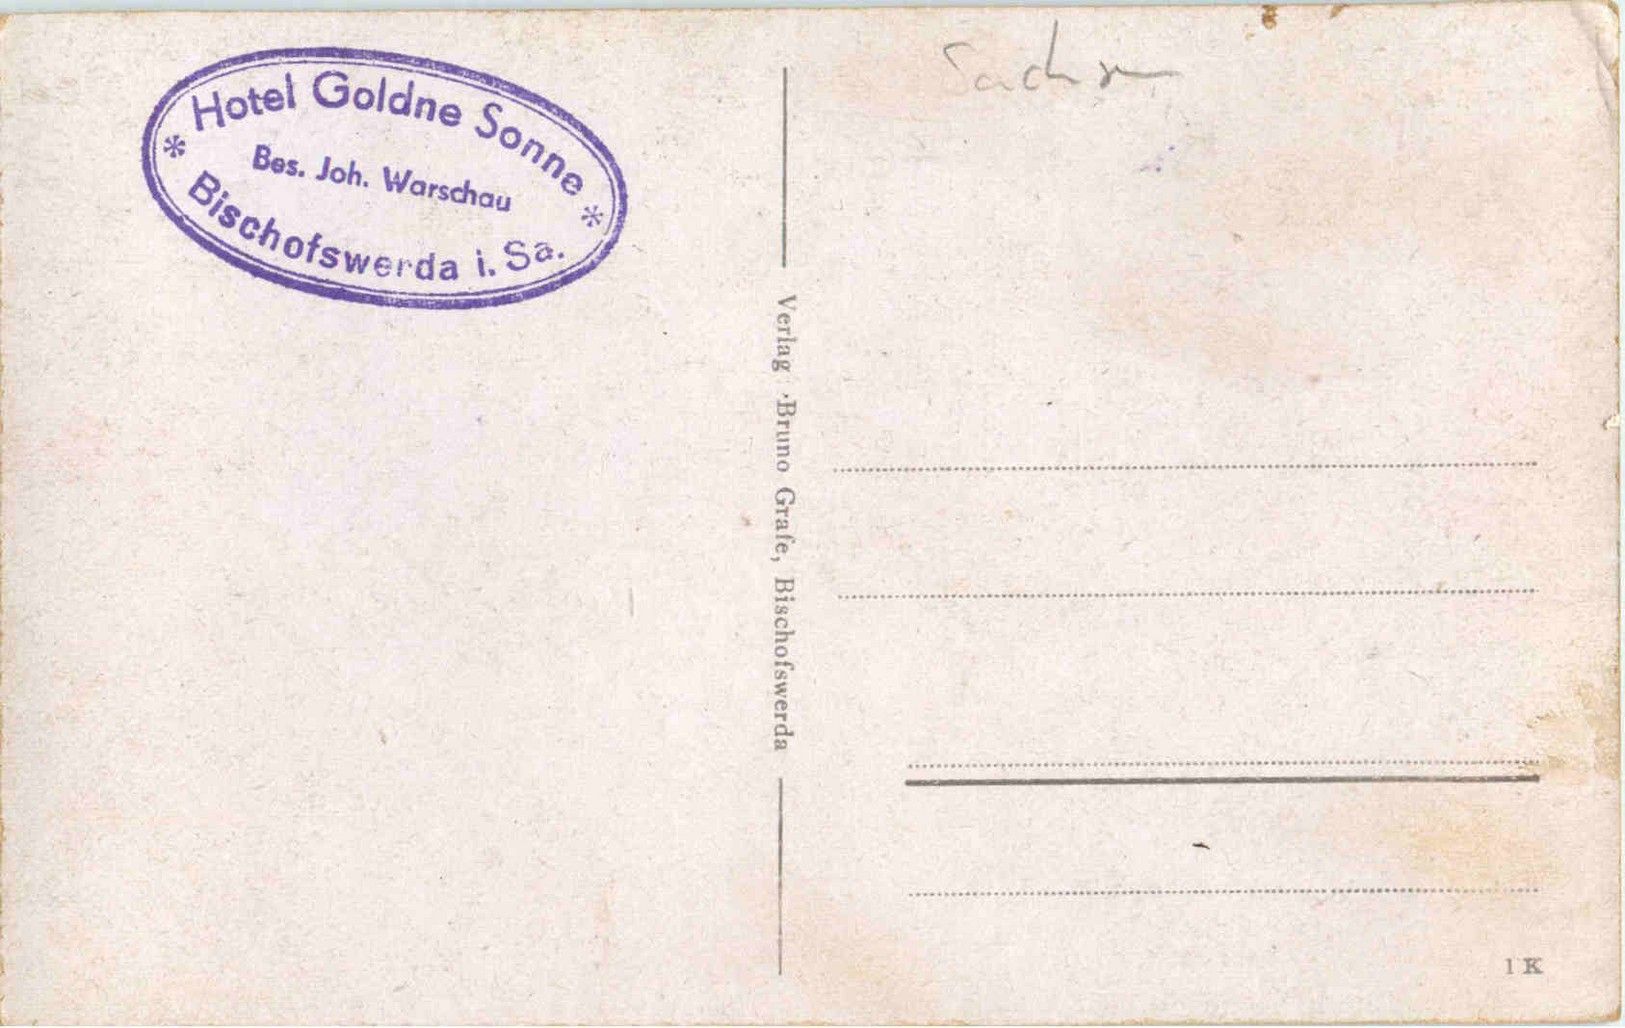 Hotel Goldne Sonne
Bes. Joh. Warschau
* Bischofswerda i. Sa. *
Sachsen
Verlag Bruno Grafe, Bischofswerda
1 K